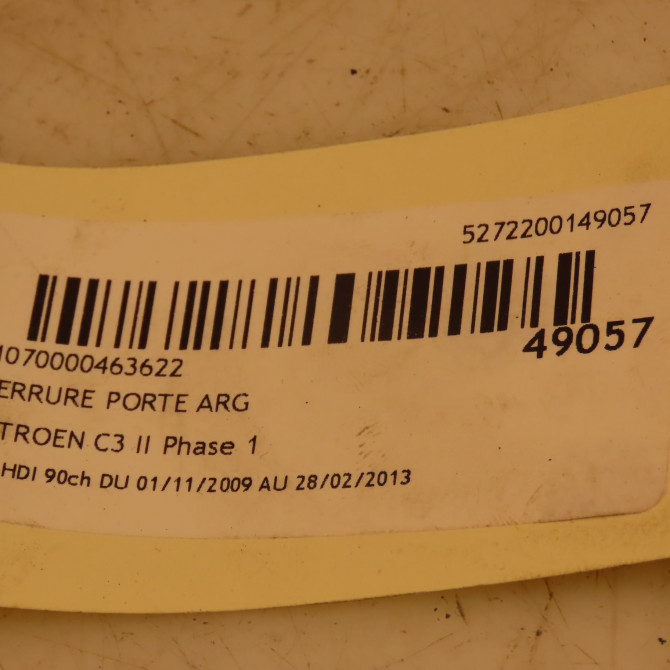 5272200149057
49057
1070000463622
ERRURE PORTE ARG
TROEN C3 II Phase 1
HDI 90ch DU 01/11/2009 AU 28/02/2013